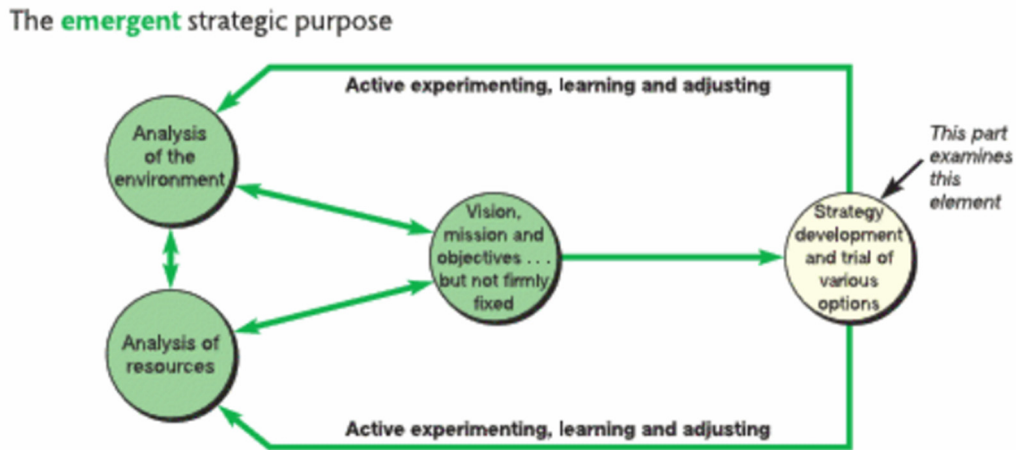 The emergent strategic purpose
Active experimenting, learning and adjusting
Analysis
of the
environment
This part
examines
this
element
Vision,
mission and
objectives . . .
but not firmly
fixed
Strategy
development
and trial of
various
options
Analysis of
resources
Active experimenting, learning and adjusting